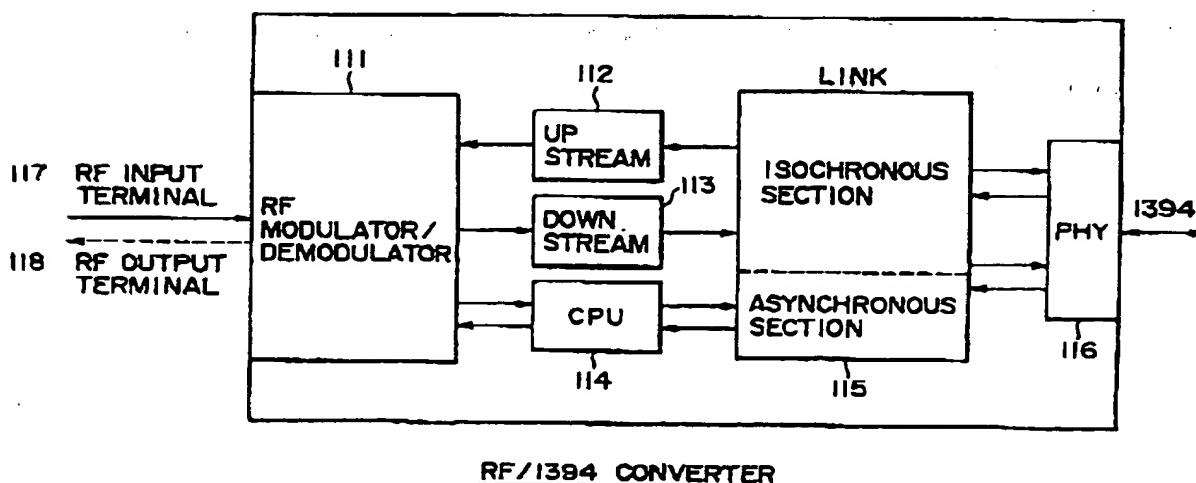 111
112
LINK
UP
STREAM
117 RF INPUT
TERMINAL
118 RF OUTPUT
TERMINAL
RF
MODULATOR/
DEMODULATOR
113
DOWN
STREAM
CPU
114
ISOCHRONOUS
SECTION
ASYNCHRONOUS
SECTION
115
PHY
116
1394
RF/1394 CONVERTER